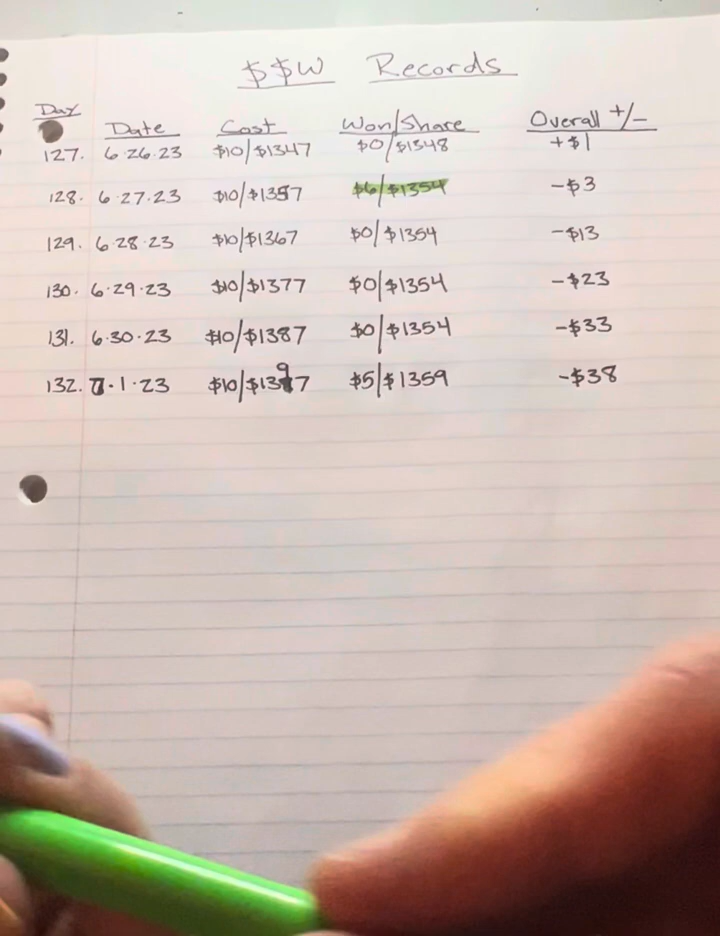 $$W Records
Day Date Cost Won/Share Overall +/-
127. 6.26.23 $10/$1347 $0/$1348 +$1
128. 6.27.23 $10/$1357 $6/$1354 -$3
129. 6.28.23 $10/$1367 $0/$1354 -$13
130. 6.29.23 $10/$1377 $0/$1354 -$23
131. 6.30.23 $10/$1387 $0/$1354 -$33
132. 7.1.23 $10/$1397 $5/$1359 -$38